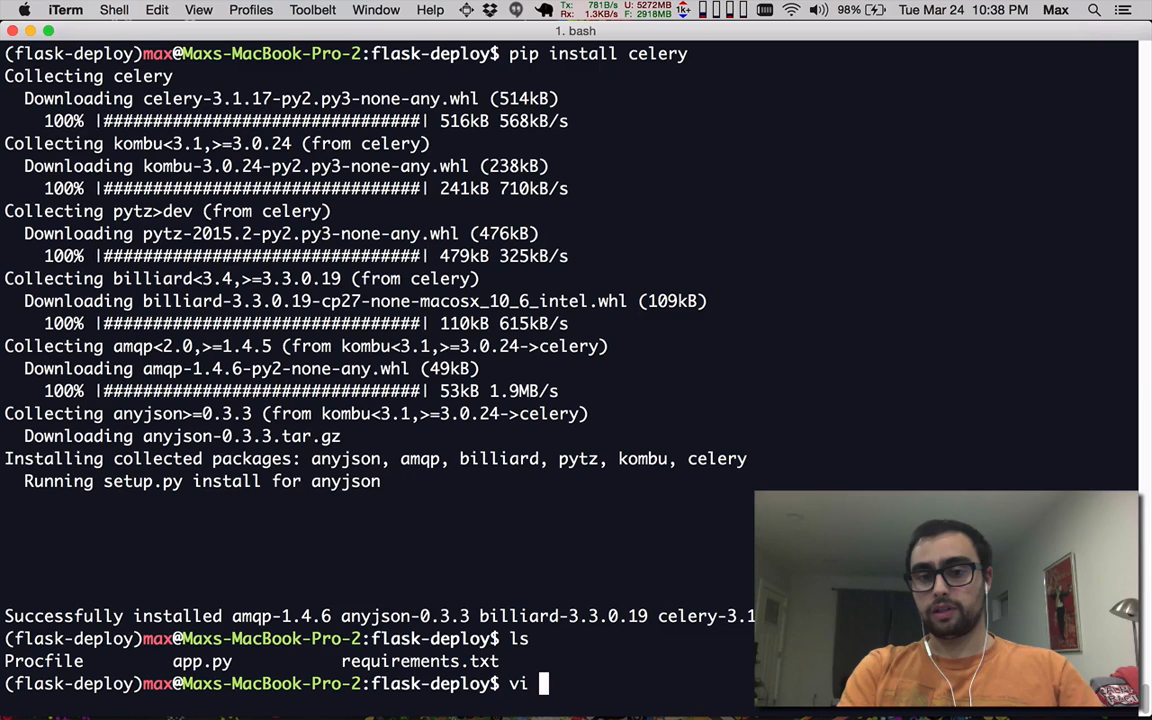 iTerm Shell Edit View Profiles Toolbelt Window Help Tx: 781B/s Rx: 1.3KB/s U: 5272MB F: 2918MB 1K+ 98% Tue Mar 24 10:38 PM Max
1. bash
(flask-deploy)max@Maxs-MacBook-Pro-2:flask-deploy$ pip install celery
Collecting celery
Downloading celery-3.1.17-py2.py3-none-any.whl (514kB)
100% |################################| 516kB 568kB/s
Collecting kombu<3.1,>=3.0.24 (from celery)
Downloading kombu-3.0.24-py2.py3-none-any.whl (238kB)
100% |################################| 241kB 710kB/s
Collecting pytz>dev (from celery)
Downloading pytz-2015.2-py2.py3-none-any.whl (476kB)
100% |################################| 479kB 325kB/s
Collecting billiard<3.4,>=3.3.0.19 (from celery)
Downloading billiard-3.3.0.19-cp27-none-macosx_10_6_intel.whl (109kB)
100% |################################| 110kB 615kB/s
Collecting amqp<2.0,>=1.4.5 (from kombu<3.1,>=3.0.24->celery)
Downloading amqp-1.4.6-py2-none-any.whl (49kB)
100% |################################| 53kB 1.9MB/s
Collecting anyjson>=0.3.3 (from kombu<3.1,>=3.0.24->celery)
Downloading anyjson-0.3.3.tar.gz
Installing collected packages: anyjson, amqp, billiard, pytz, kombu, celery
Running setup.py install for anyjson
Successfully installed amqp-1.4.6 anyjson-0.3.3 billiard-3.3.0.19 celery-3.1
(flask-deploy)max@Maxs-MacBook-Pro-2:flask-deploy$ ls
Procfile app.py requirements.txt
(flask-deploy)max@Maxs-MacBook-Pro-2:flask-deploy$ vi